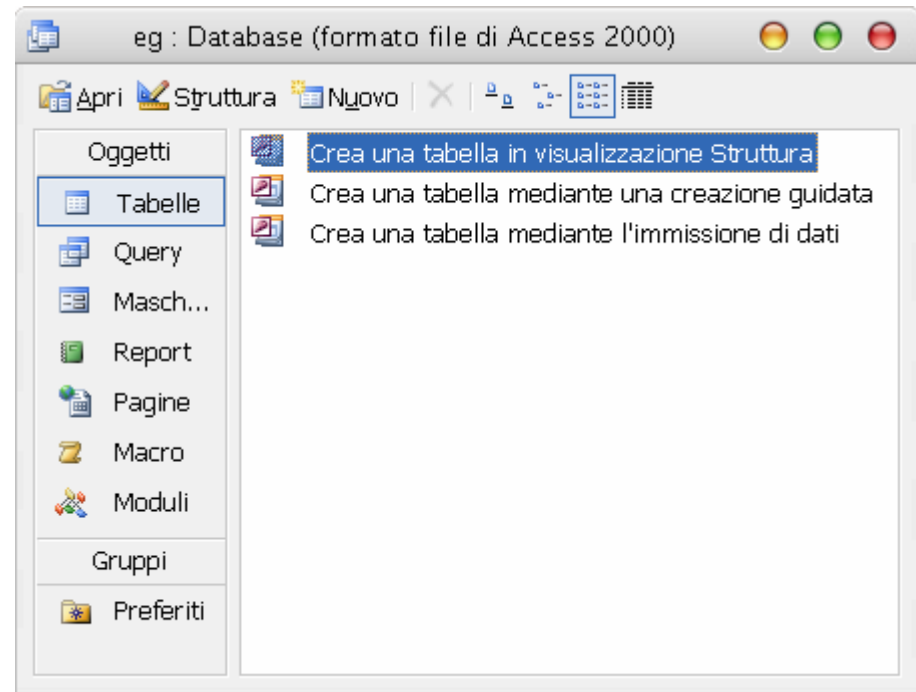 eg : Database (formato file di Access 2000)
Apri Struttura Nuovo
Oggetti
Tabelle
Query
Masch...
Report
Pagine
Macro
Moduli
Gruppi
Preferiti
Crea una tabella in visualizzazione Struttura
Crea una tabella mediante una creazione guidata
Crea una tabella mediante l'immissione di dati